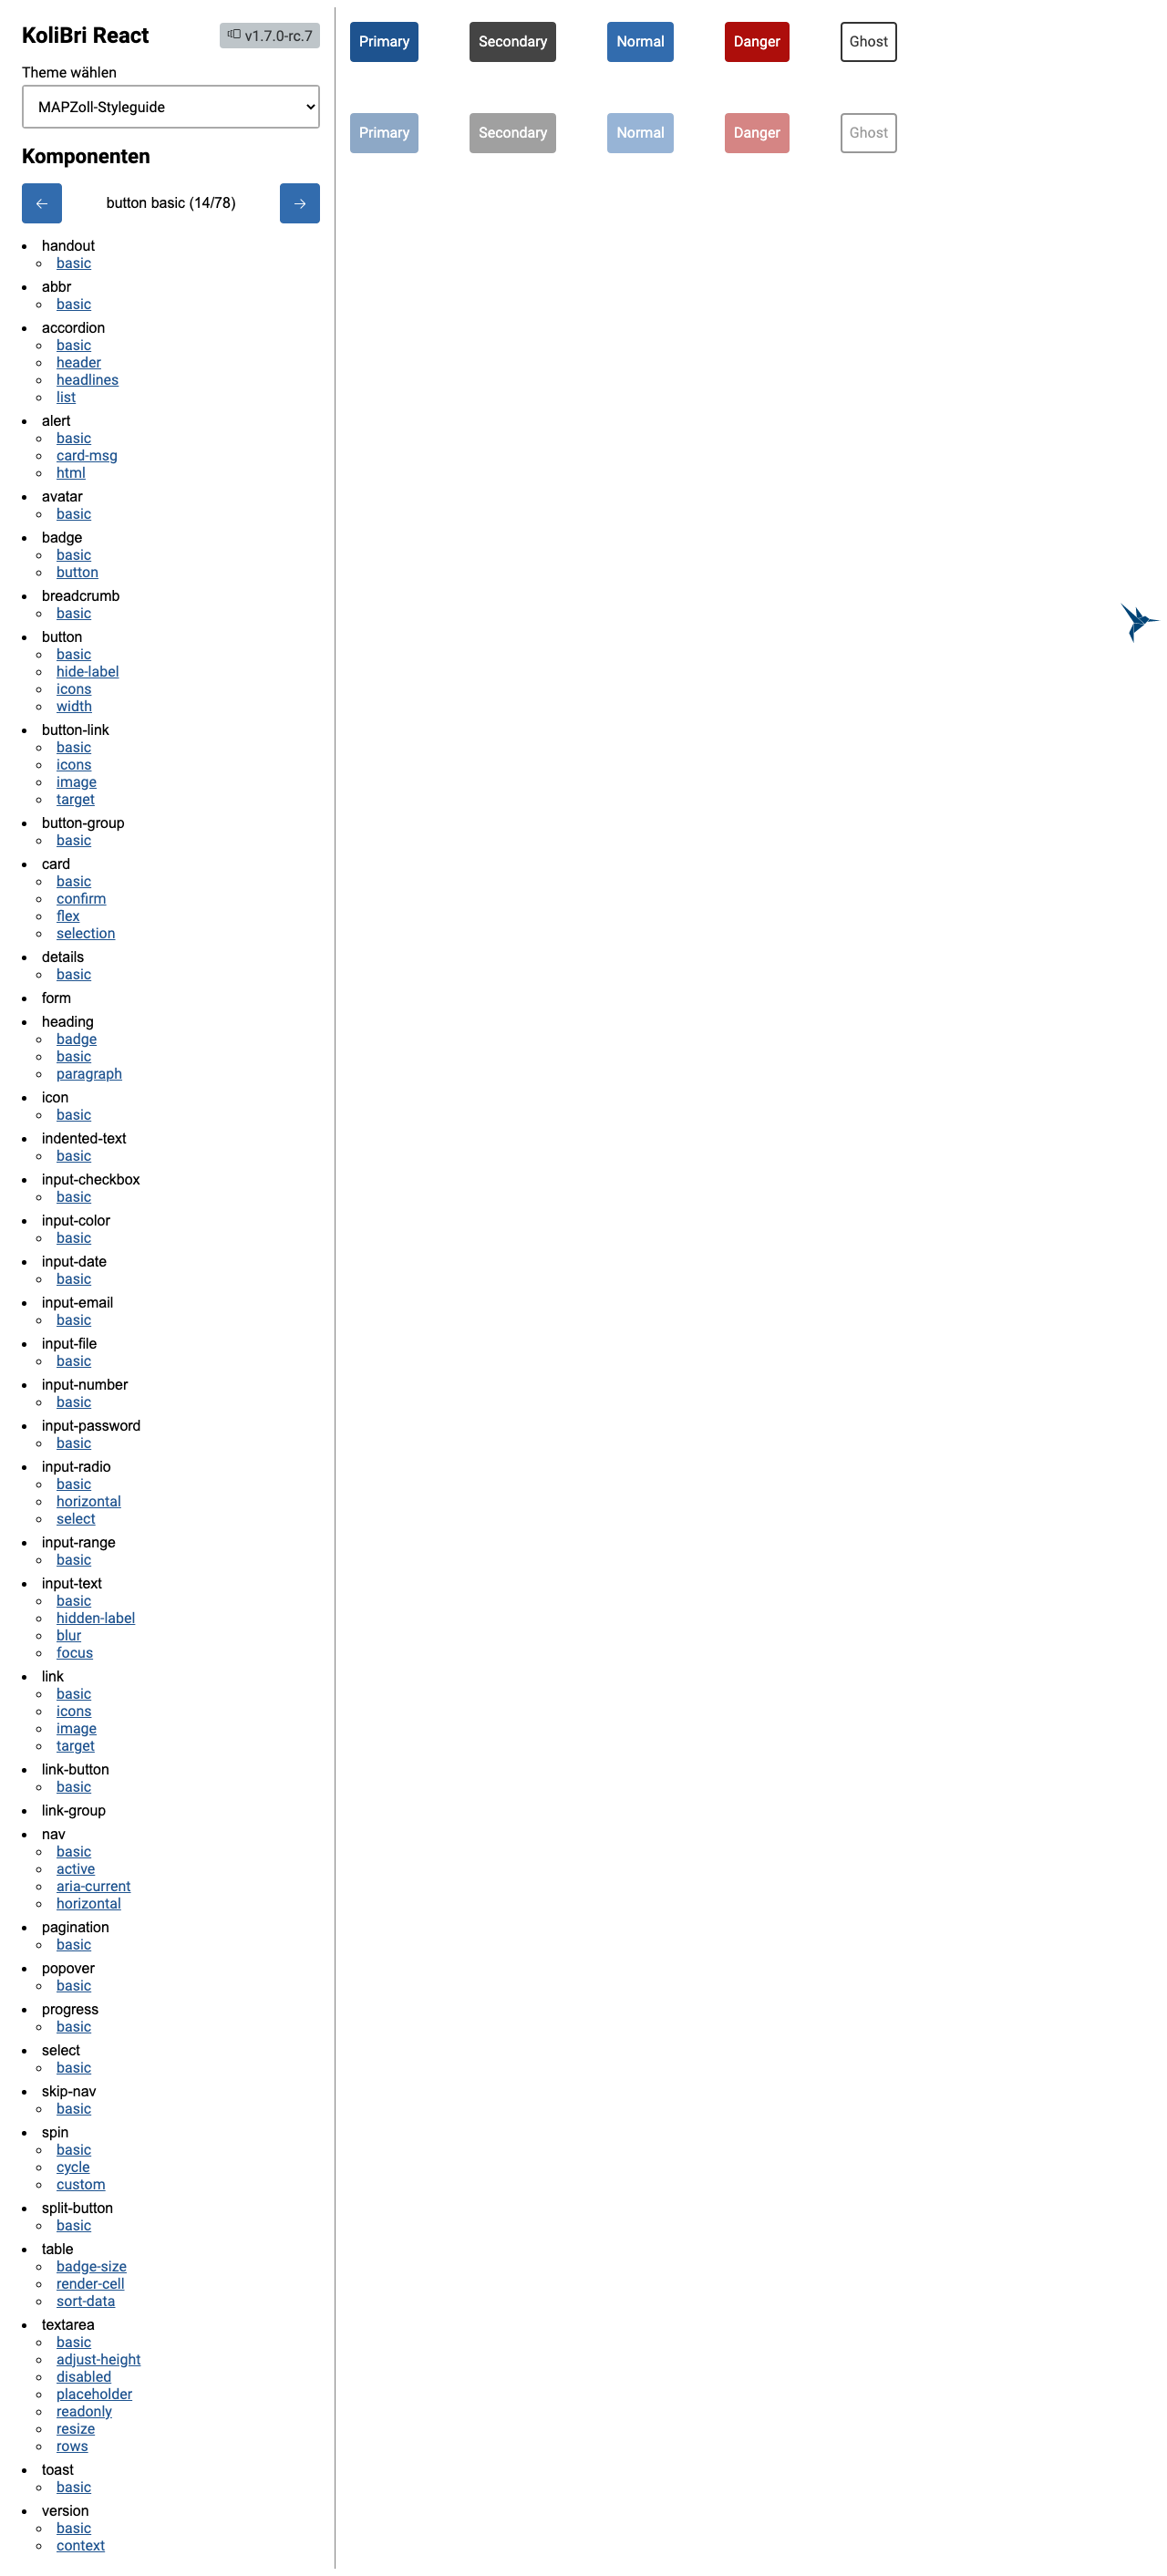 KoliBri React
v1.7.0-rc.7
Theme wählen
MAPZoll-Styleguide
Komponenten
← button basic (14/78) →
handout
basic
abbr
basic
accordion
basic
header
headlines
list
alert
basic
card-msg
html
avatar
basic
badge
basic
button
breadcrumb
basic
button
basic
hide-label
icons
width
button-link
basic
icons
image
target
button-group
basic
card
basic
confirm
flex
selection
details
basic
form
heading
badge
basic
paragraph
icon
basic
indented-text
basic
input-checkbox
basic
input-color
basic
input-date
basic
input-email
basic
input-file
basic
input-number
basic
input-password
basic
input-radio
basic
horizontal
select
input-range
basic
input-text
basic
hidden-label
blur
focus
link
basic
icons
image
target
link-button
basic
link-group
nav
basic
active
aria-current
horizontal
pagination
basic
popover
basic
progress
basic
select
basic
skip-nav
basic
spin
basic
cycle
custom
split-button
basic
table
badge-size
render-cell
sort-data
textarea
basic
adjust-height
disabled
placeholder
readonly
resize
rows
toast
basic
version
basic
context
Primary Secondary Normal Danger Ghost
Primary Secondary Normal Danger Ghost